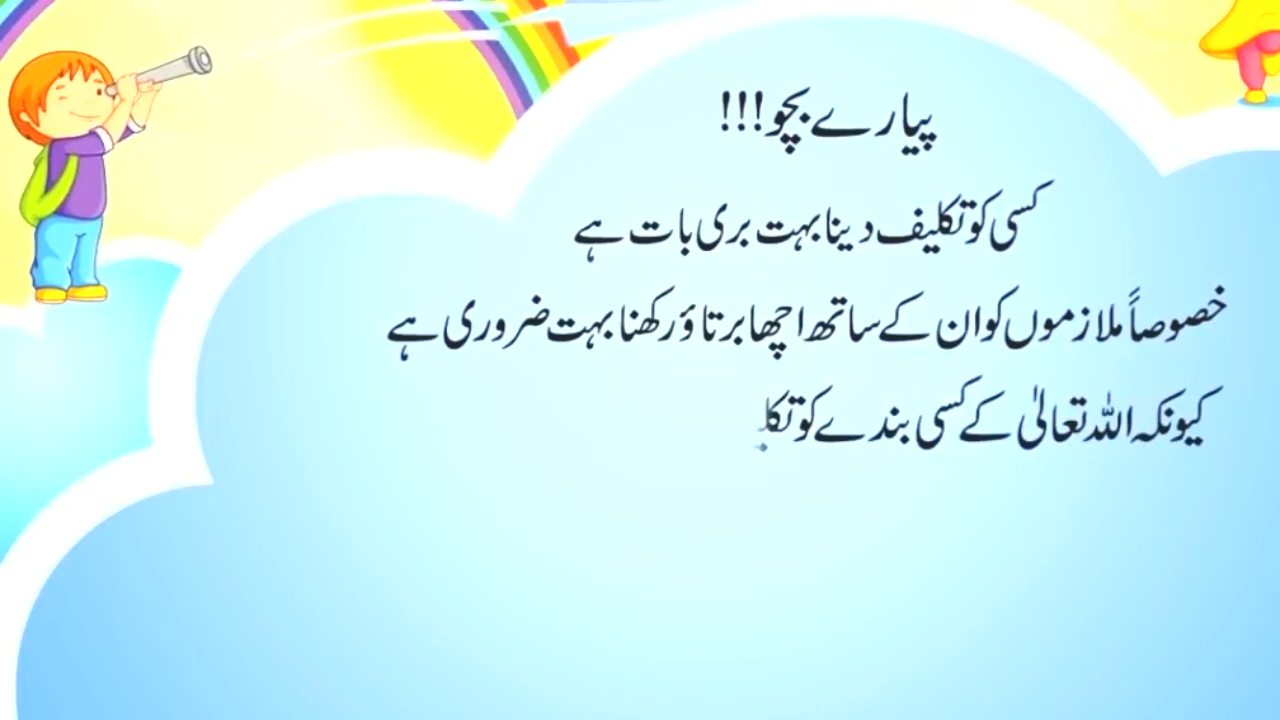 پیارے بچو!!!
کسی کو تکلیف دینا بہت بری بات ہے
خصوصاً ملازموں کو ان کے ساتھ اچھا برتاؤ رکھنا بہت ضروری ہے
کیونکہ اللہ تعالیٰ کے کسی بندے کو